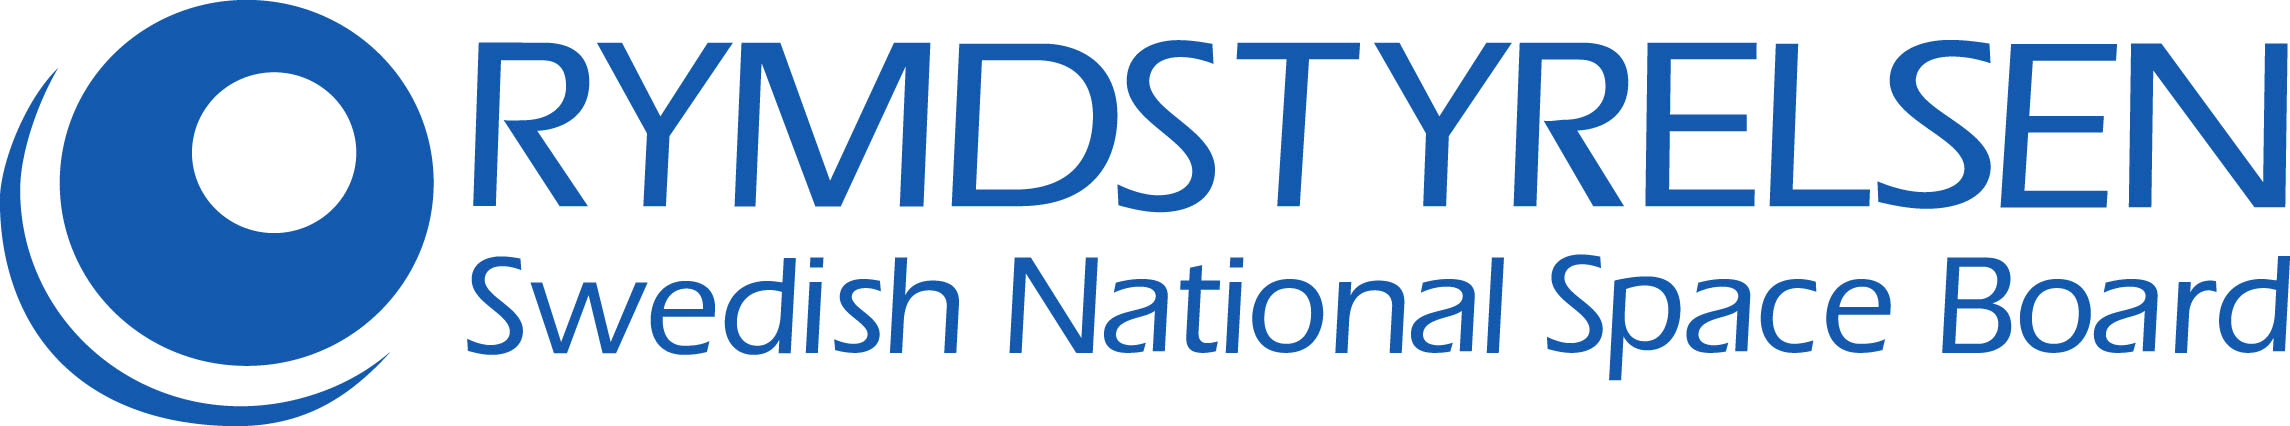 RYMDSTYRELSEN
Swedish National Space Board